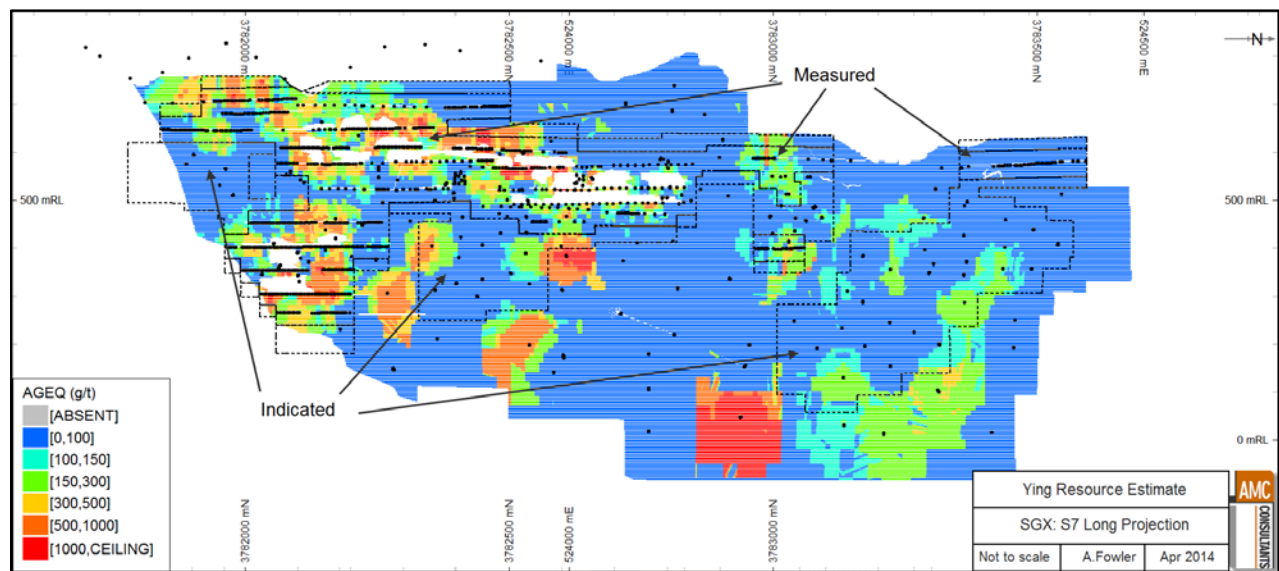 3782000 mN
3782500 mN
524000 mE
3783000 mN
3783500 mN
524500 mE
N
Measured
500 mRL
500 mRL
Indicated
0 mRL
AGEQ (g/t)
[ABSENT]
[0,100]
[100,150]
[150,300]
[300,500]
[500,1000]
[1000,CEILING]
3782000 mN
3782500 mN
524000 mE
3783000 mN
Ying Resource Estimate
SGX: S7 Long Projection
Not to scale A.Fowler Apr 2014
AMC
CONSULTANTS